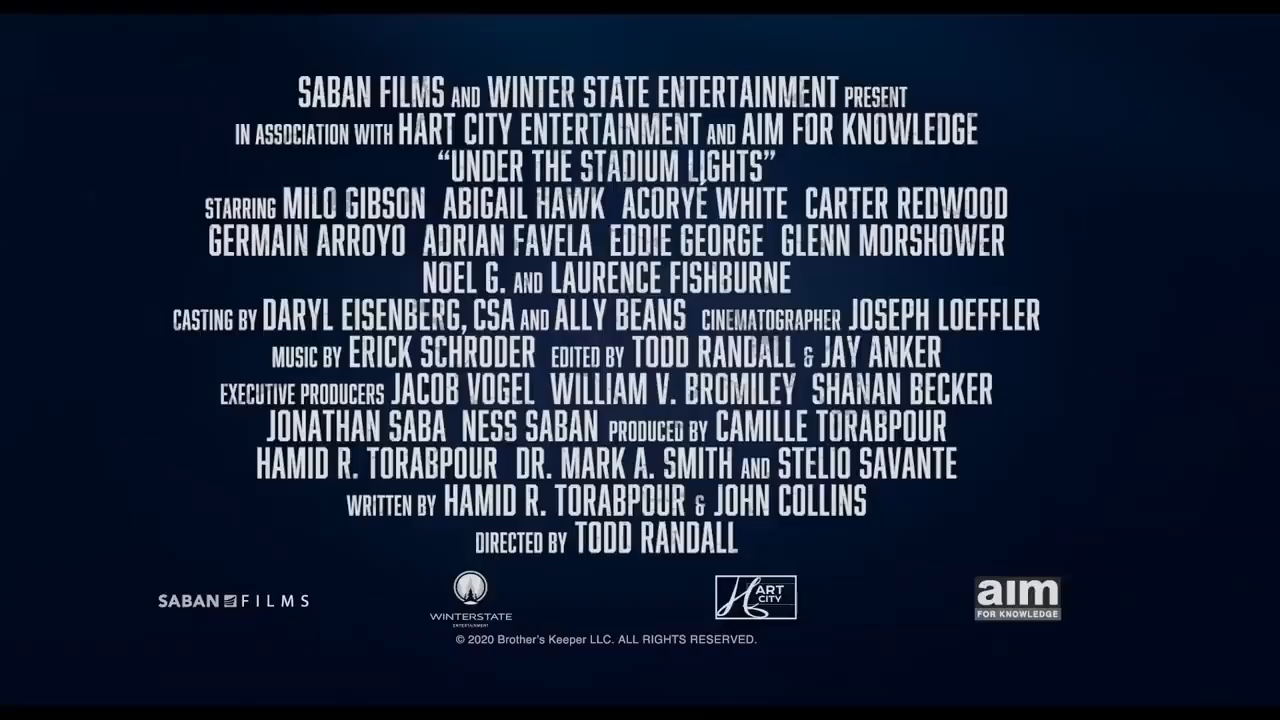 SABAN FILMS AND WINTER STATE ENTERTAINMENT PRESENT
IN ASSOCIATION WITH HART CITY ENTERTAINMENT AND AIM FOR KNOWLEDGE
“UNDER THE STADIUM LIGHTS”
STARRING MILO GIBSON ABIGAIL HAWK ACORYÉ WHITE CARTER REDWOOD
GERMAIN ARROYO ADRIAN FAVELA EDDIE GEORGE GLENN MORSHOWER
NOEL G. AND LAURENCE FISHBURNE
CASTING BY DARYL EISENBERG, CSA AND ALLY BEANS CINEMATOGRAPHER JOSEPH LOEFFLER
MUSIC BY ERICK SCHRODER EDITED BY TODD RANDALL & JAY ANKER
EXECUTIVE PRODUCERS JACOB VOGEL WILLIAM V. BROMILEY SHANAN BECKER
JONATHAN SABA NESS SABAN PRODUCED BY CAMILLE TORABPOUR
HAMID R. TORABPOUR DR. MARK A. SMITH AND STELIO SAVANTE
WRITTEN BY HAMID R. TORABPOUR & JOHN COLLINS
DIRECTED BY TODD RANDALL
SABAN FILMS
WINTERSTATE
ENTERTAINMENT
HART
CITY
aim
FOR KNOWLEDGE
© 2020 Brother's Keeper LLC. ALL RIGHTS RESERVED.